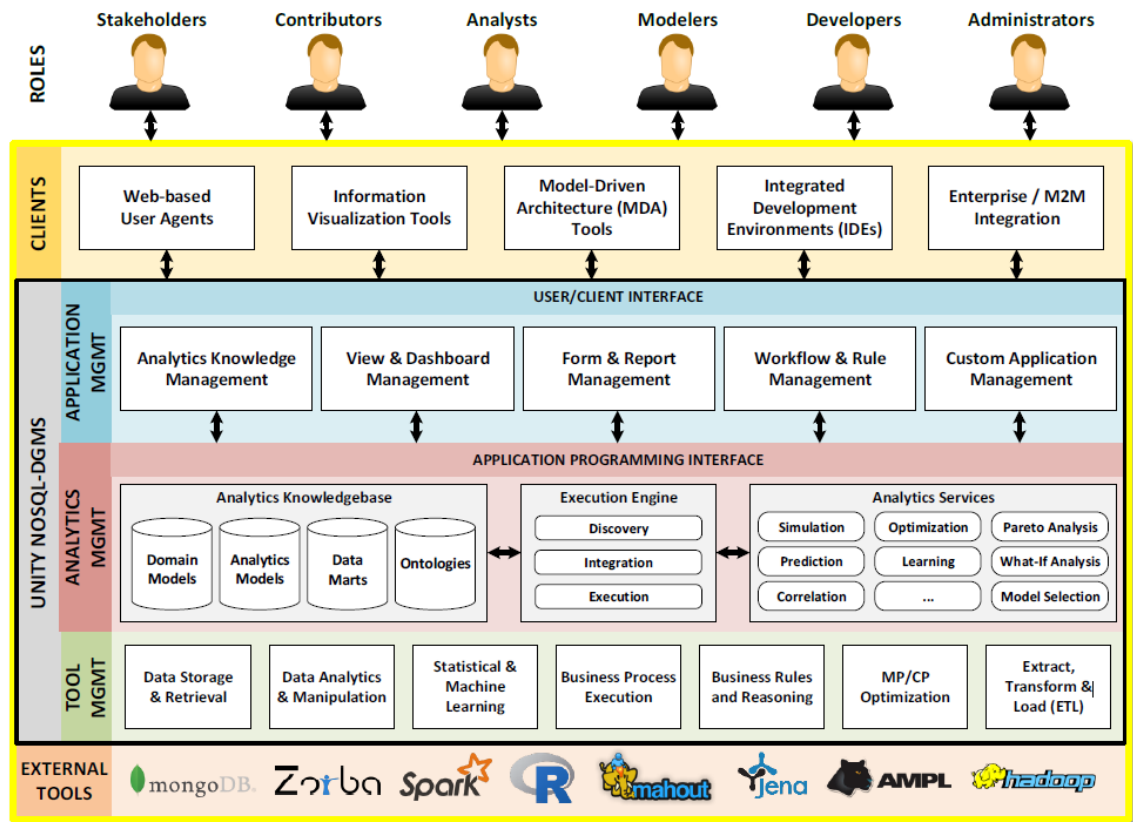 Stakeholders
Contributors
Analysts
Modelers
Developers
Administrators
ROLES
CLIENTS
Web-based
User Agents
Information
Visualization Tools
Model-Driven
Architecture (MDA)
Tools
Integrated
Development
Environments (IDEs)
Enterprise / M2M
Integration
UNITY NOSQL-DGMS
APPLICATION
MGMT
USER/CLIENT INTERFACE
Analytics Knowledge
Management
View & Dashboard
Management
Form & Report
Management
Workflow & Rule
Management
Custom Application
Management
ANALYTICS
MGMT
APPLICATION PROGRAMMING INTERFACE
Analytics Knowledgebase
Domain
Models
Analytics
Models
Data
Marts
Ontologies
Execution Engine
Discovery
Integration
Execution
Analytics Services
Simulation
Optimization
Pareto Analysis
Prediction
Learning
What-If Analysis
Correlation
...
Model Selection
TOOL
MGMT
Data Storage
& Retrieval
Data Analytics
& Manipulation
Statistical &
Machine
Learning
Business Process
Execution
Business Rules
and Reasoning
MP/CP
Optimization
Extract,
Transform &
Load (ETL)
EXTERNAL
TOOLS
mongoDB.
Zorba
Spark
R
mahout
Jena
AMPL
hadoop